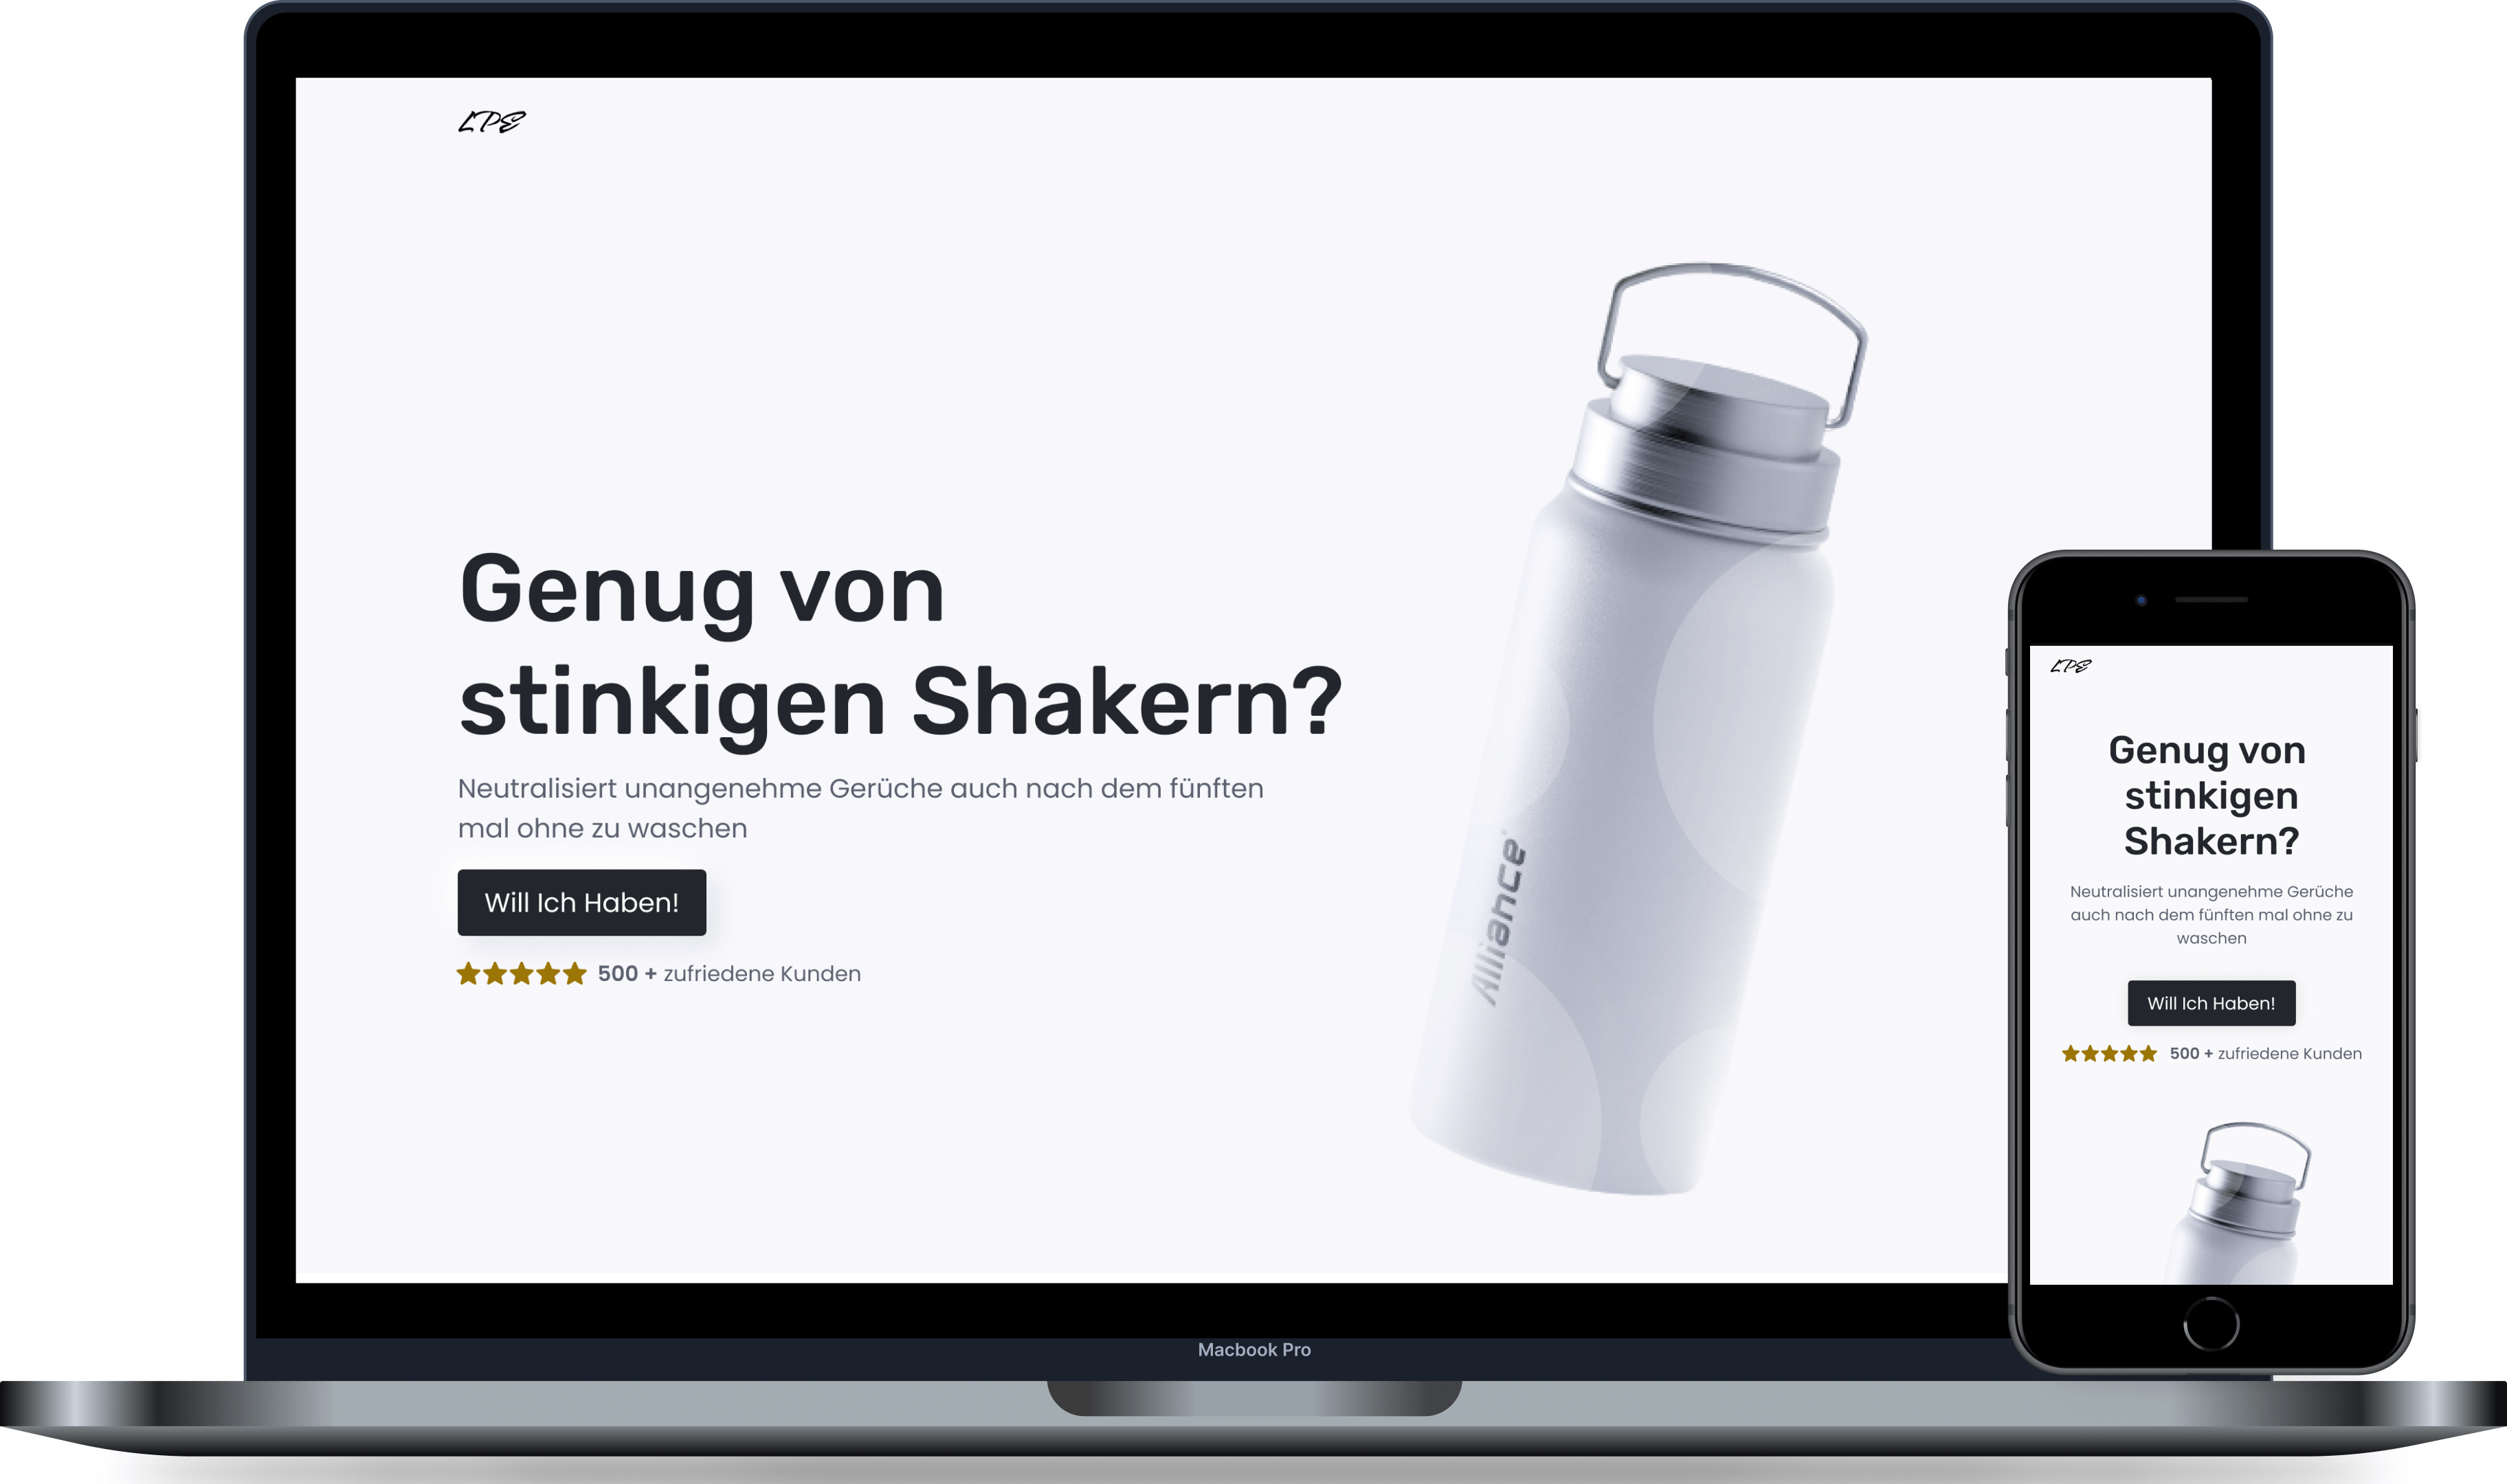 LPE
Genug von
stinkigen Shakern?
Neutralisiert unangenehme Gerüche auch nach dem fünften
mal ohne zu waschen
Will Ich Haben!
500 + zufriedene Kunden
Alliance
Macbook Pro
LPE
Genug von
stinkigen
Shakern?
Neutralisiert unangenehme Gerüche
auch nach dem fünften mal ohne zu
waschen
Will Ich Haben!
500 + zufriedene Kunden